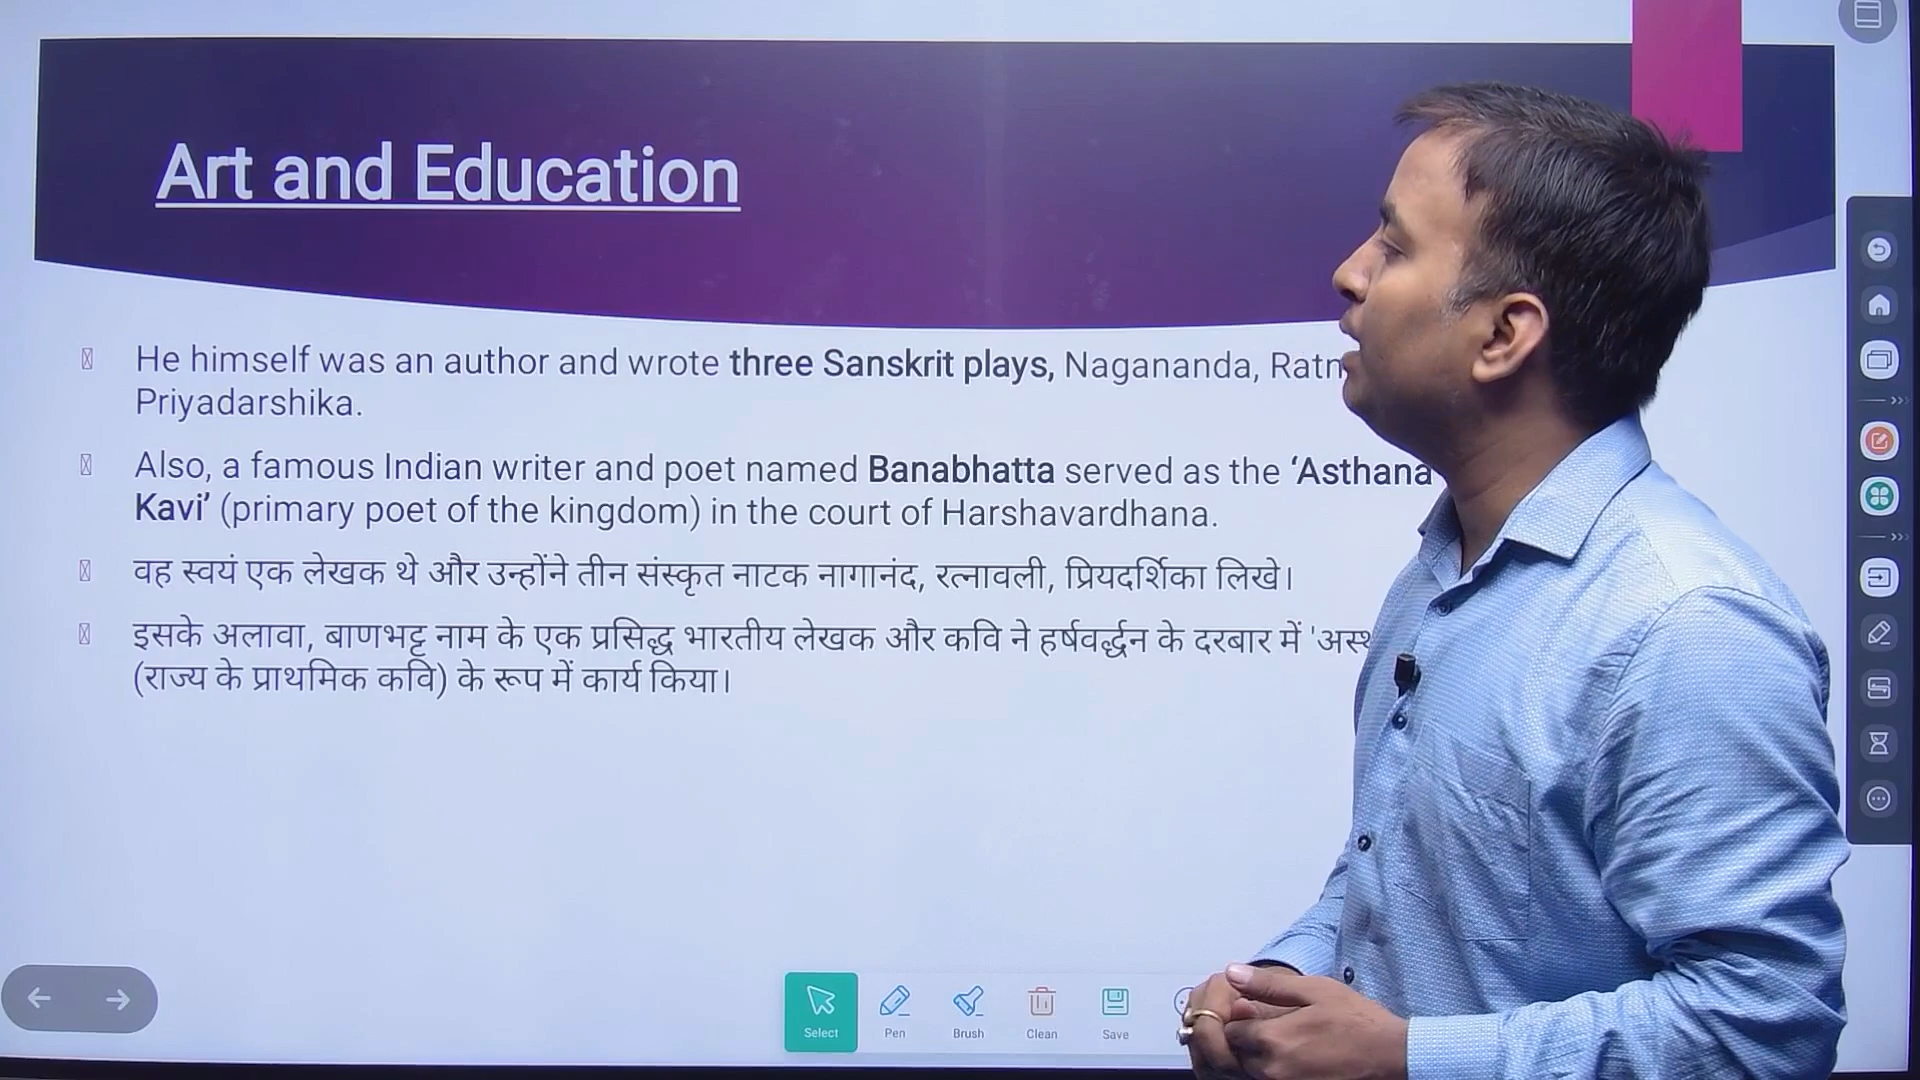 Art and Education
He himself was an author and wrote three Sanskrit plays, Nagananda,
Priyadarshika.
Also, a famous Indian writer and poet named Banabhatta served as the ‘Asthana
Kavi’ (primary poet of the kingdom) in the court of Harshavardhana.
वह स्वयं एक लेखक थे और उन्होंने तीन संस्कृत नाटक नागानंद, रत्नावली, प्रियदर्शिका लिखे।
इसके अलावा, बाणभट्ट नाम के एक प्रसिद्ध भारतीय लेखक और कवि ने हर्षवर्द्धन के दरबार में
(राज्य के प्राथमिक कवि) के रूप में कार्य किया।
Select Pen Brush Clean Save